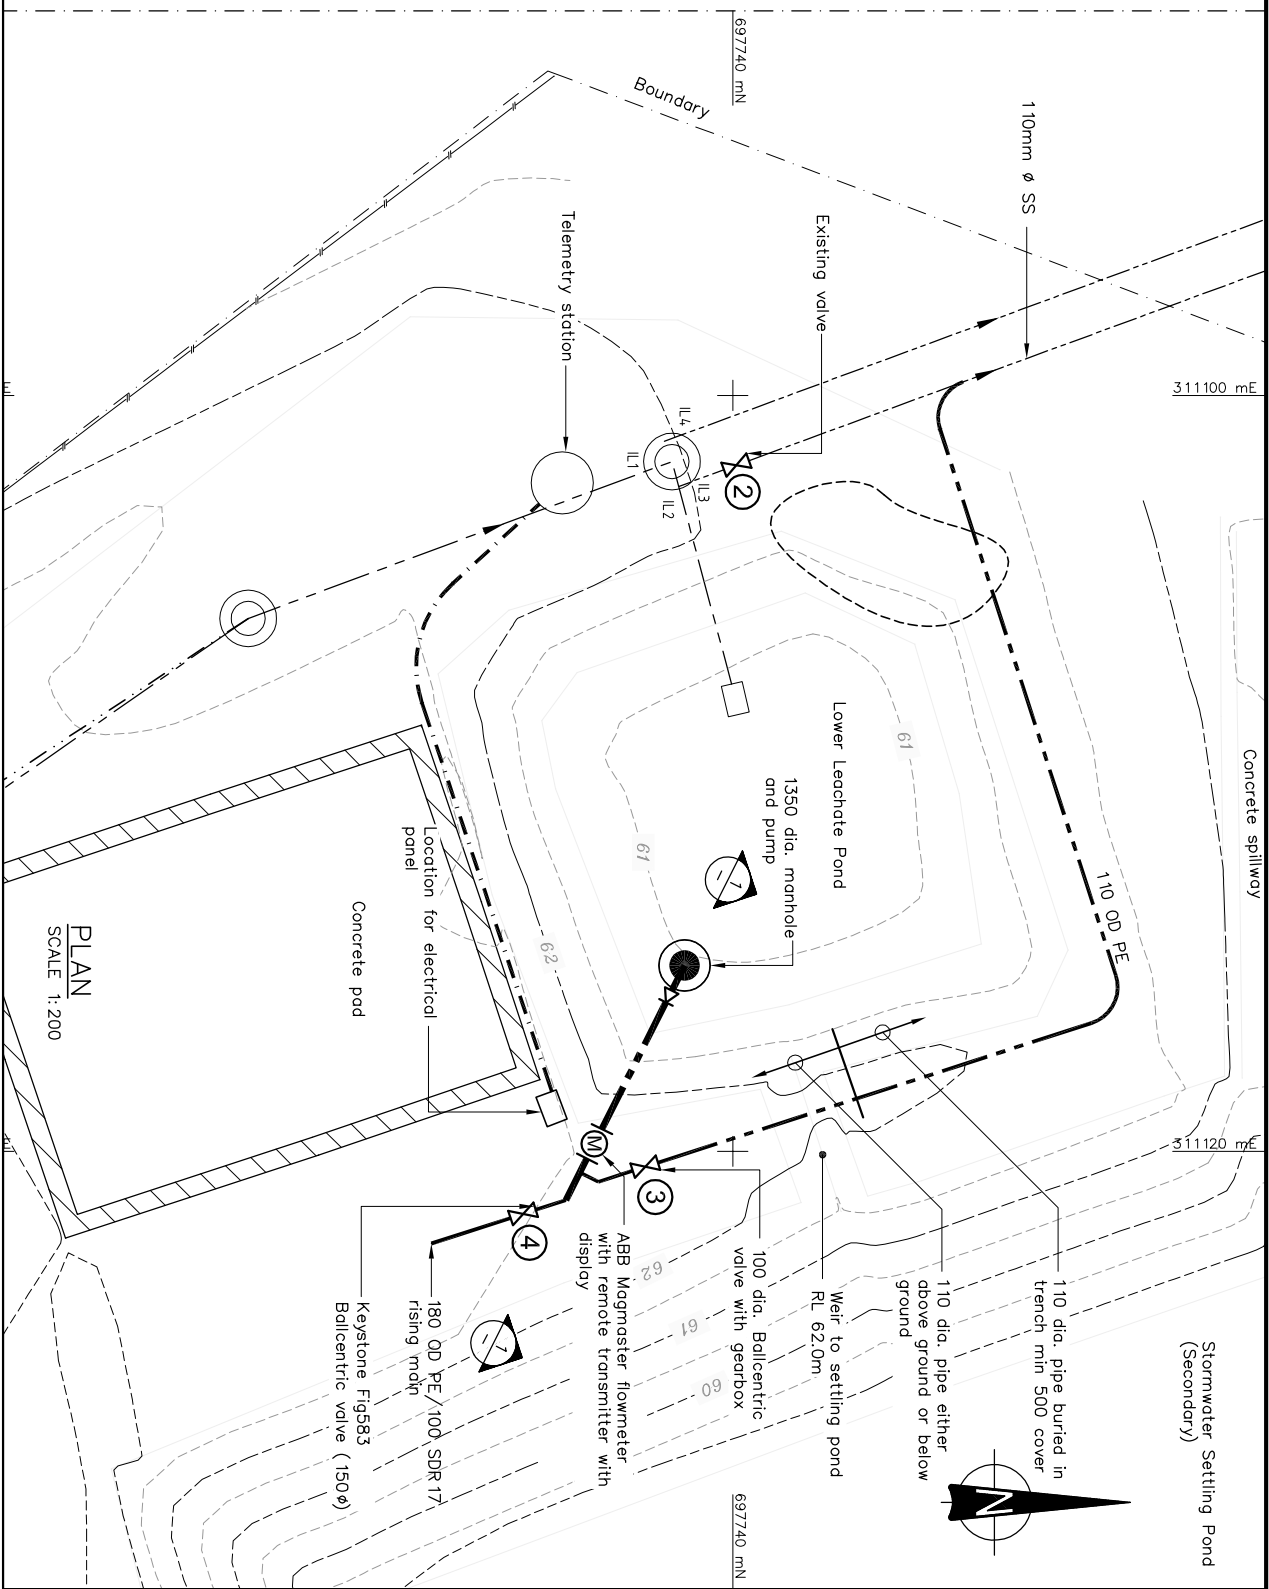 697740 mN
Boundary
110mm ø SS
Existing valve
Telemetry station
311100 mE
IL4
IL1
IL3
IL2
2
Concrete spillway
Lower Leachate Pond
61
1350 dia. manhole
and pump
61
1
–
110 OD PE
62
Location for electrical
panel
Concrete pad
PLAN
SCALE 1:200
311120 mE
M
3
4
110 dia. pipe buried in
trench min 500 cover
110 dia. pipe either
above ground or below
ground
Weir to settling pond
RL 62.0m
100 dia. Ballcentric
valve with gearbox
ABB Magmaster flowmeter
with remote transmitter with
display
180 OD PE/100 SDR17
rising main
Keystone Fig583
Ballcentric valve (150ø)
62
61
60
1
–
Stormwater Settling Pond
(Secondary)
N
697740 mN